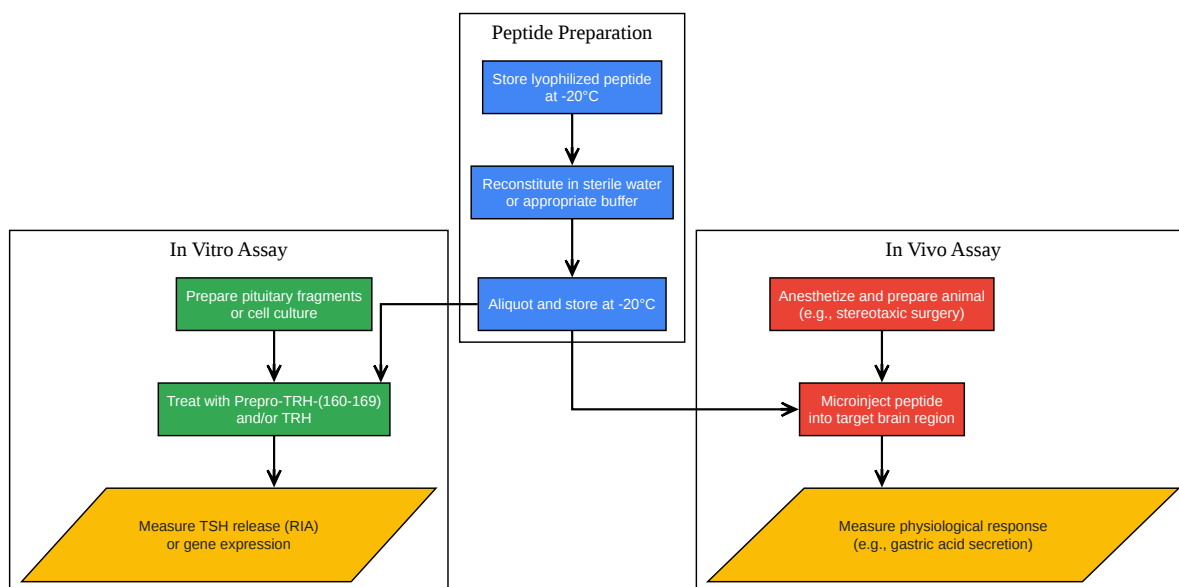 Peptide Preparation
Store lyophilized peptide
at -20°C
Reconstitute in sterile water
or appropriate buffer
Aliquot and store at -20°C
In Vitro Assay
Prepare pituitary fragments
or cell culture
Treat with Prepro-TRH-(160-169)
and/or TRH
Measure TSH release (RIA)
or gene expression
In Vivo Assay
Anesthetize and prepare animal
(e.g., stereotaxic surgery)
Microinject peptide
into target brain region
Measure physiological response
(e.g., gastric acid secretion)